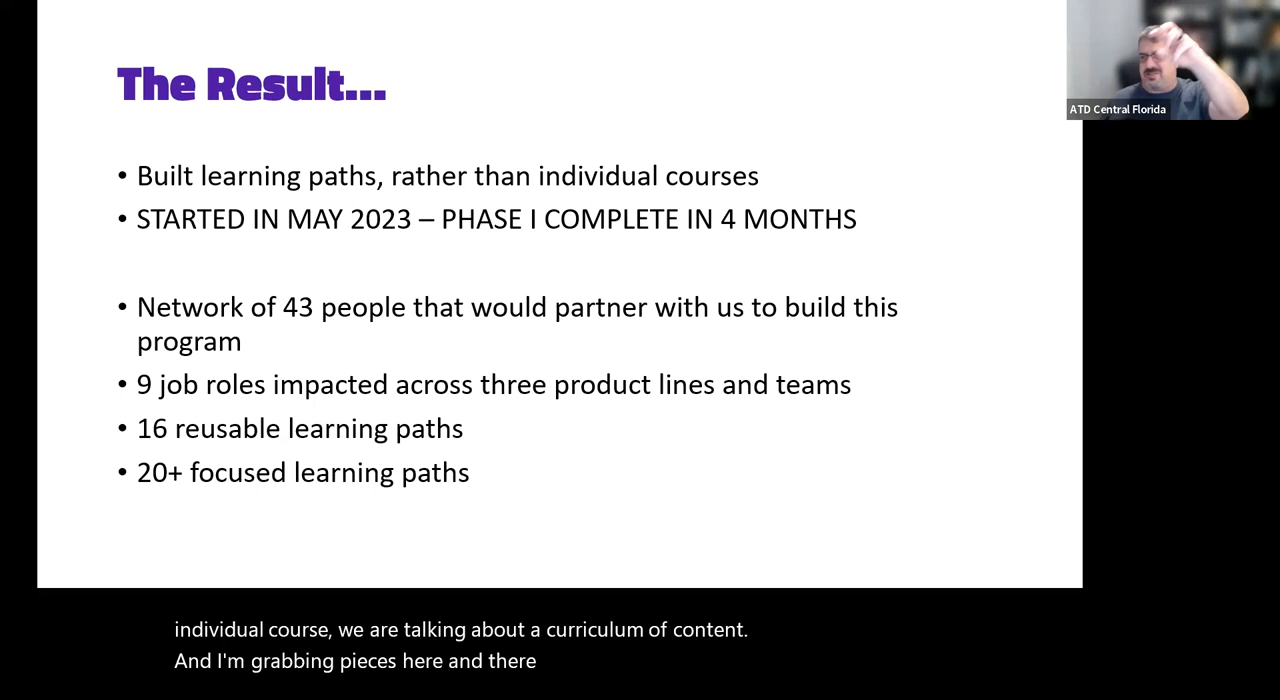 The Result...
• Built learning paths, rather than individual courses
• STARTED IN MAY 2023 – PHASE I COMPLETE IN 4 MONTHS
• Network of 43 people that would partner with us to build this
program
• 9 job roles impacted across three product lines and teams
• 16 reusable learning paths
• 20+ focused learning paths
ATD Central Florida
individual course, we are talking about a curriculum of content.
And I'm grabbing pieces here and there